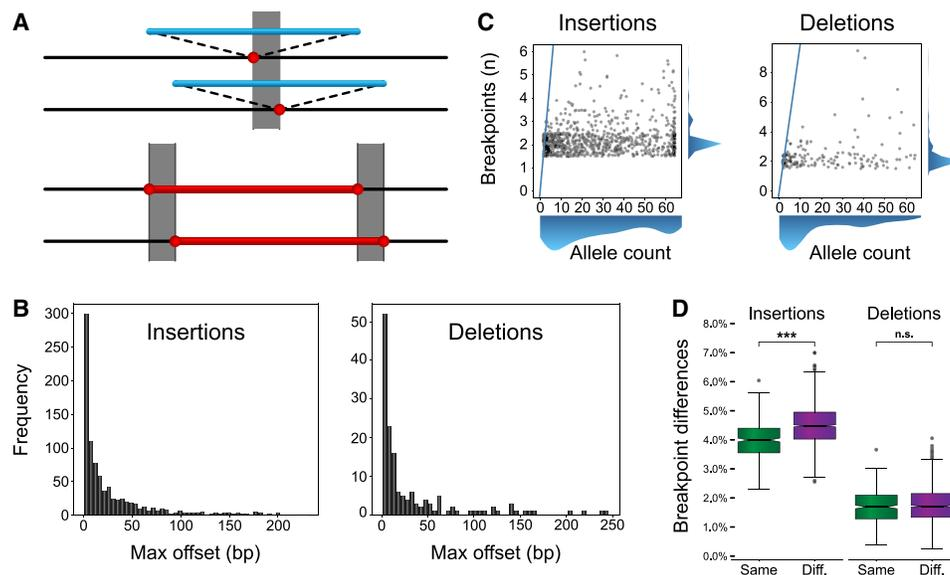 A
C
Insertions
Deletions
Breakpoints (n)
6
5
4
3
2
1
0
0 10 20 30 40 50 60
Allele count
8
6
4
2
0
0 10 20 30 40 50 60
Allele count
B
Insertions
Frequency
300
250
200
150
100
50
0
0 50 100 150 200
Max offset (bp)
Deletions
50
40
30
20
10
0
0 50 100 150 200 250
Max offset (bp)
D
Insertions
Deletions
Breakpoint differences
8.0%
7.0%
6.0%
5.0%
4.0%
3.0%
2.0%
1.0%
0.0%
***
n.s.
Same Diff. Same Diff.